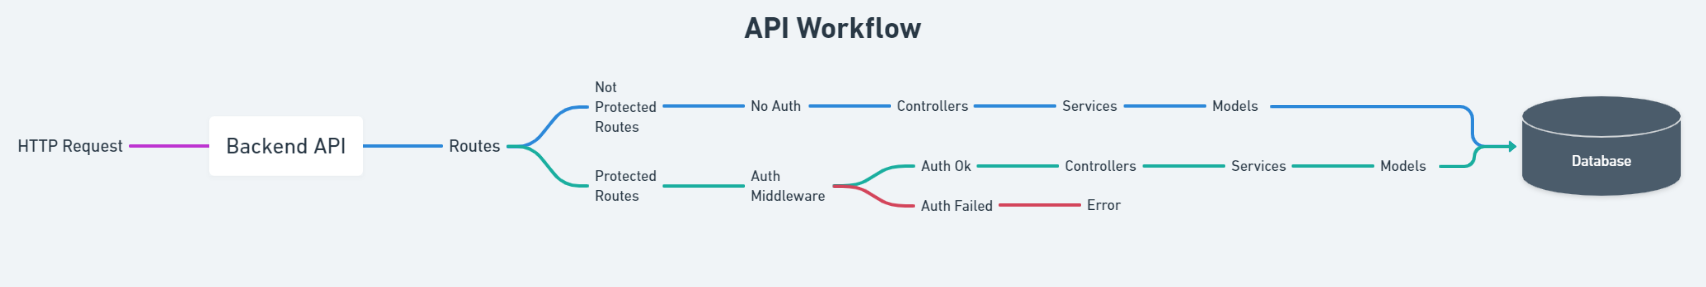 API Workflow
HTTP Request
Backend API
Routes
Not
Protected
Routes
No Auth
Controllers
Services
Models
Protected
Routes
Auth
Middleware
Auth Ok
Controllers
Services
Models
Auth Failed
Error
Database